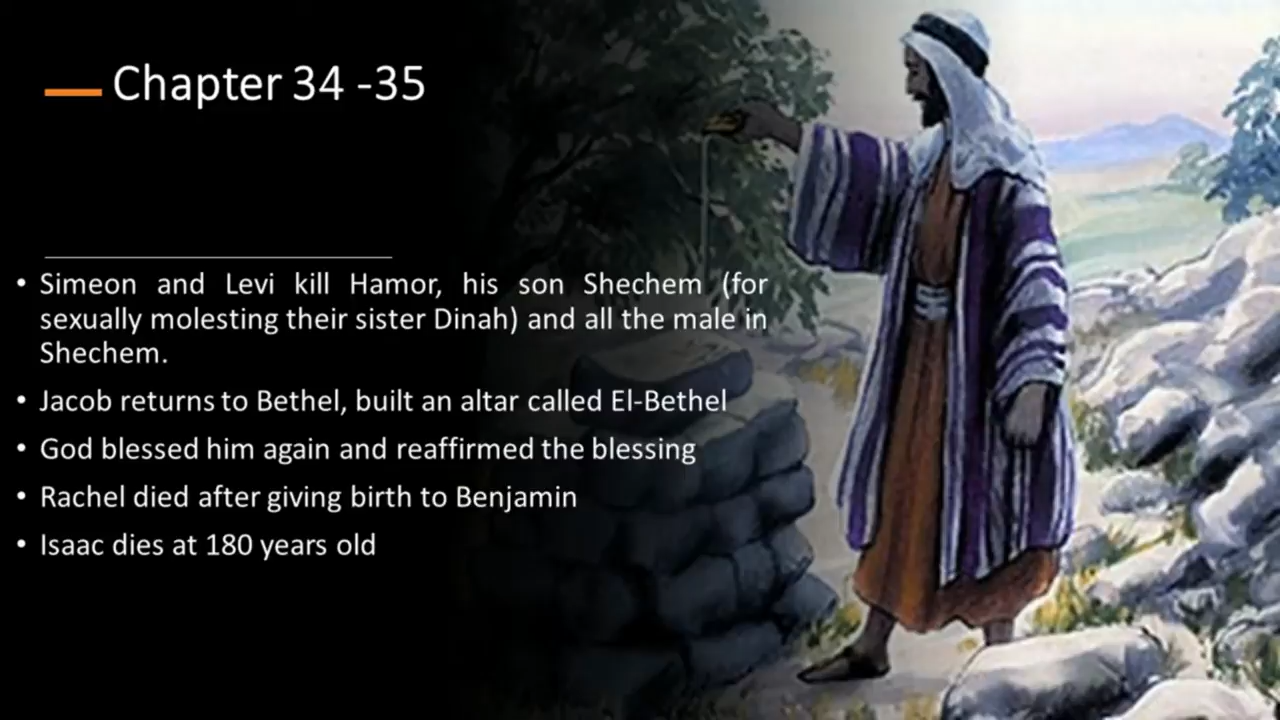 Chapter 34 -35
• Simeon and Levi kill Hamor, his son Shechem (for
sexually molesting their sister Dinah) and all the male in
Shechem.
• Jacob returns to Bethel, built an altar called El-Bethel
• God blessed him again and reaffirmed the blessing
• Rachel died after giving birth to Benjamin
• Isaac dies at 180 years old